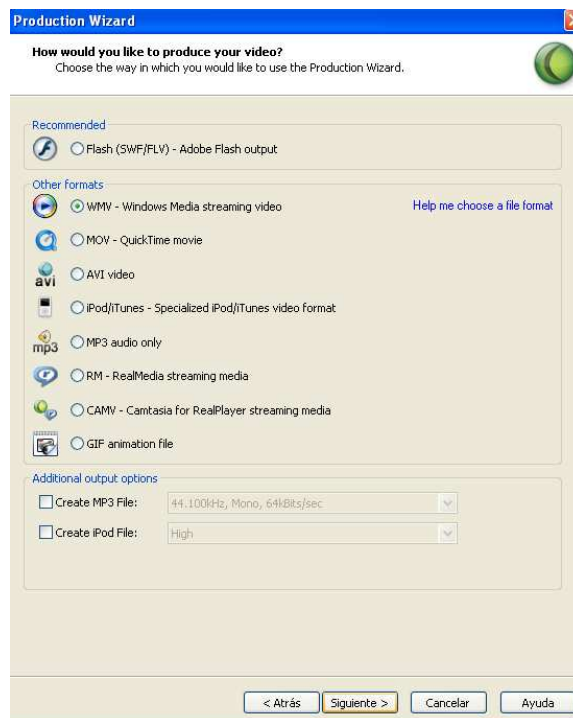 Production Wizard
How would you like to produce your video?
Choose the way in which you would like to use the Production Wizard.
Recommended
Flash (SWF/FLV) - Adobe Flash output
Other formats
WMV - Windows Media streaming video
Help me choose a file format
MOV - QuickTime movie
avi
AVI video
iPod/iTunes - Specialized iPod/iTunes video format
mp3
MP3 audio only
RM - RealMedia streaming media
CAMV - Camtasia for RealPlayer streaming media
GIF animation file
Additional output options
Create MP3 File:
44.100kHz, Mono, 64kBits/sec
Create iPod File:
High
< Atrás
Siguiente >
Cancelar
Ayuda